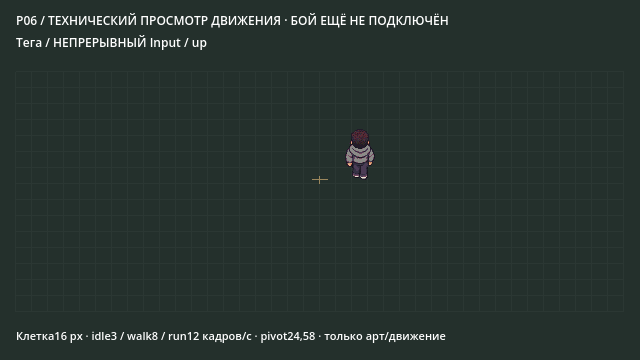 P06 / ТЕХНИЧЕСКИЙ ПРОСМОТР ДВИЖЕНИЯ · БОЙ ЕЩЁ НЕ ПОДКЛЮЧЁН
Тега / НЕПРЕРЫВНЫЙ Input / up
Клетка16 px · idle3 / walk8 / run12 кадров/с · pivot24,58 · только арт/движение